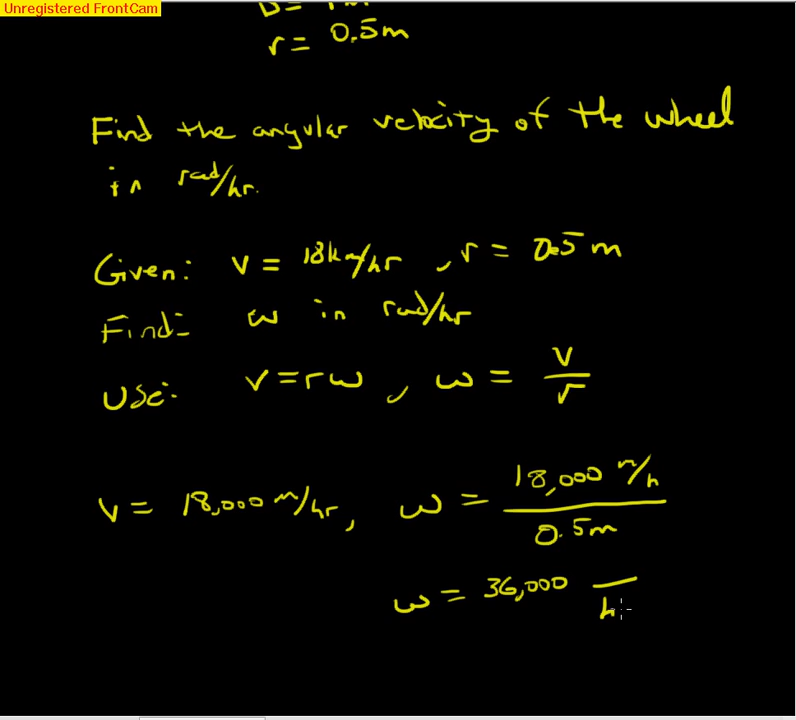 Unregistered FrontCam
D= 1m
r= 0.5m
Find the angular velocity of the wheel
in rad/hr.
Given: v = 18km/hr , r = 0.5 m
Find: ω in rad/hr
Use: v=rω , ω = v/r
v = 18,000 m/hr, ω = 18,000 m/h / 0.5m
ω = 36,000 /h